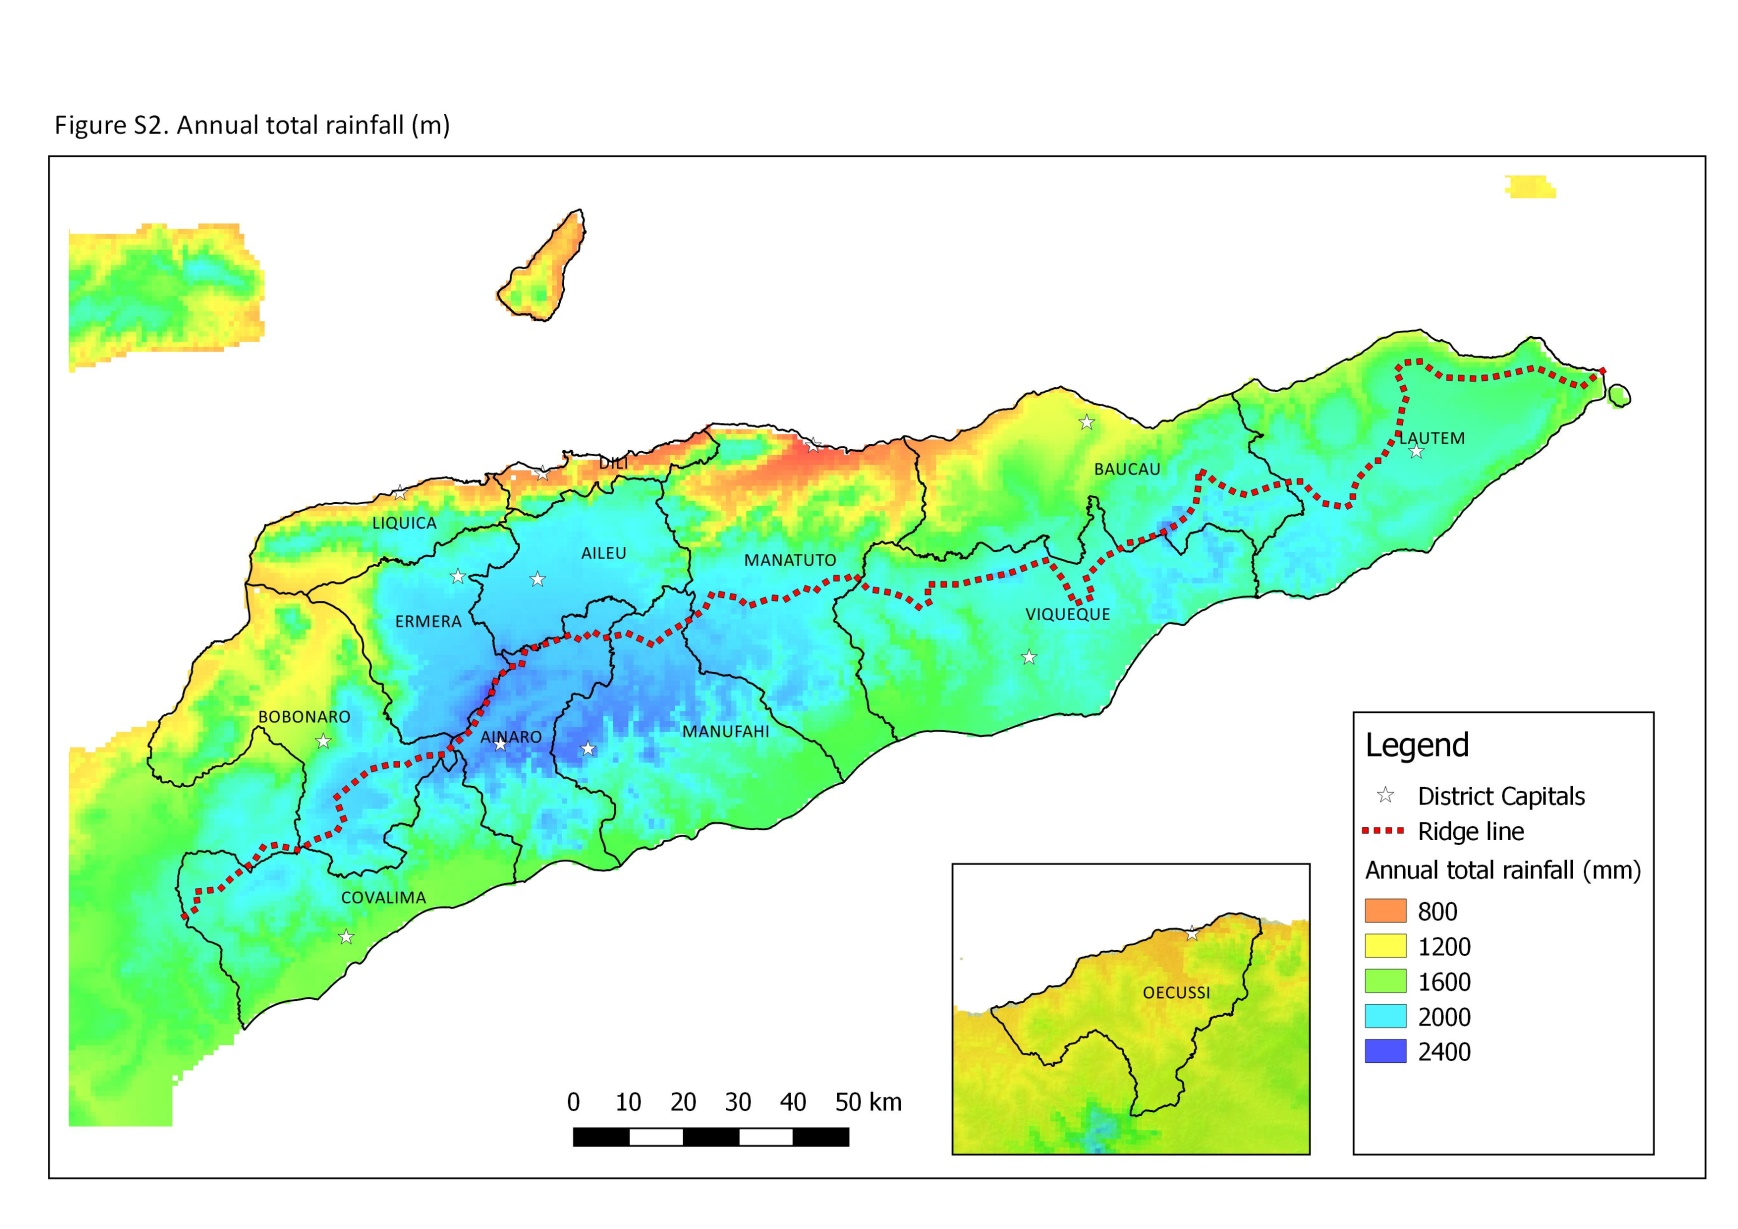 Figure S2. Annual total rainfall (m)
DILI
LAUTEM
BAUCAU
LIQUICA
AILEU
MANATUTO
ERMERA
VIQUEQUE
BOBONARO
AINARO
MANUFAHI
COVALIMA
OECUSSI
Legend
District Capitals
Ridge line
Annual total rainfall (mm)
800
1200
1600
2000
2400
0 10 20 30 40 50 km